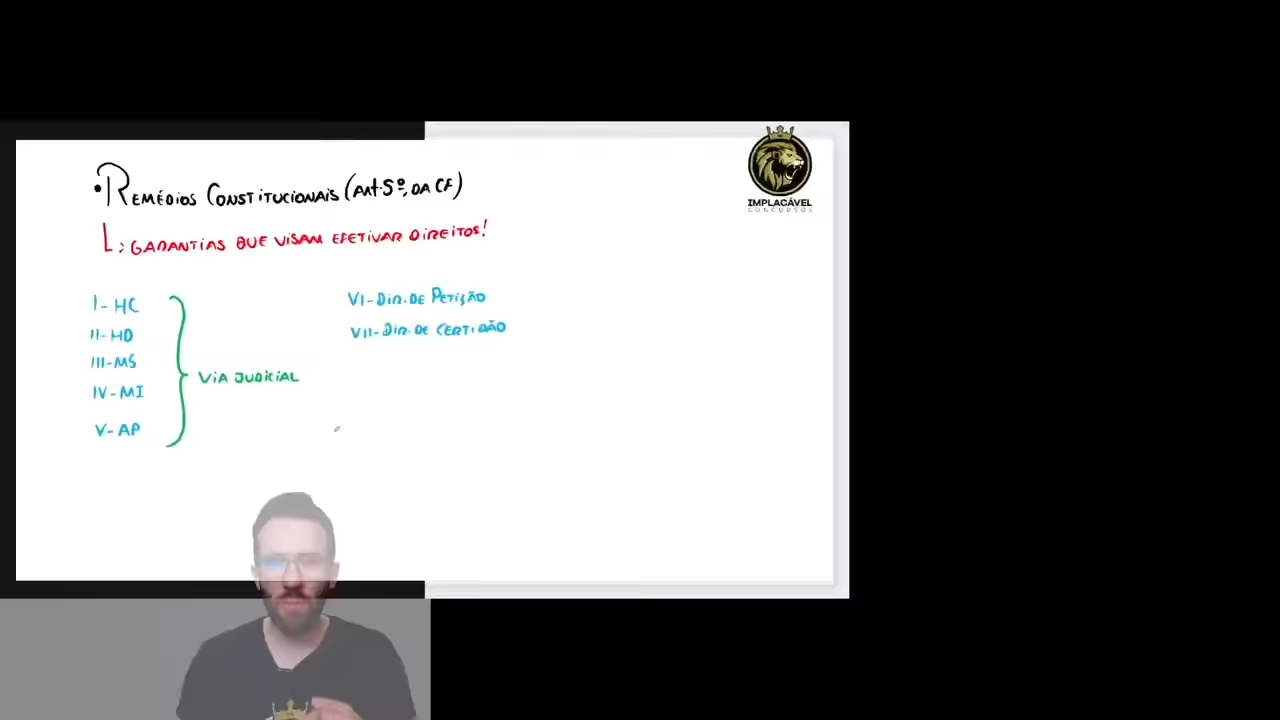 • REMÉDIOS CONSTITUCIONAIS (ART. 5º, DA CF)
L: GARANTIAS QUE VISAM EFETIVAR DIREITOS!
I - HC
II - HD
III - MS
IV - MI
V - AP
VIA JUDICIAL
VI - DIR. DE PETIÇÃO
VII - DIR. DE CERTIDÃO
IMPLACÁVEL
CONCURSOS